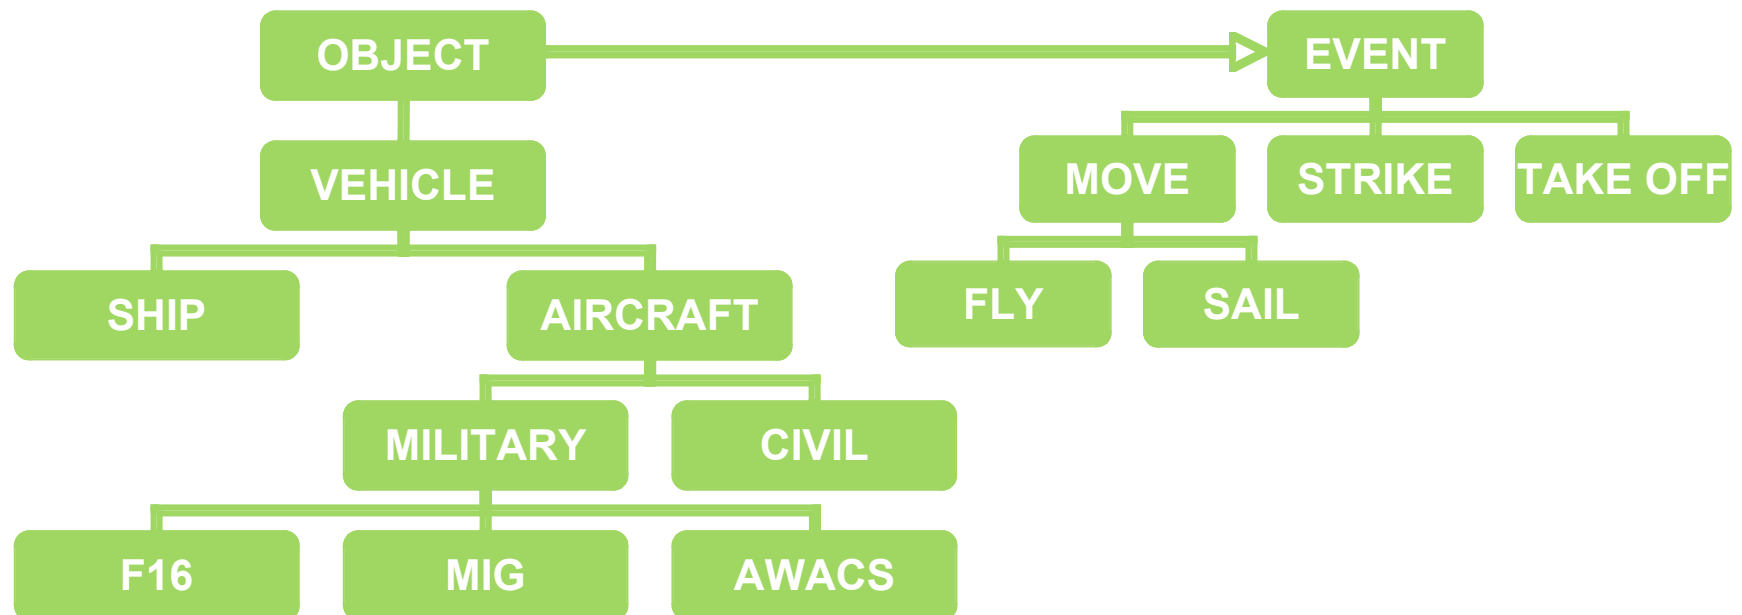 OBJECT
EVENT
VEHICLE
MOVE
STRIKE
TAKE OFF
SHIP
AIRCRAFT
FLY
SAIL
MILITARY
CIVIL
F16
MIG
AWACS